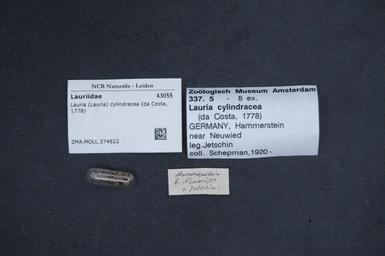 NCB Naturalis - Leiden
Lauriidae 43055
Lauria (Lauria) cylindracea (da Costa,
1778)
ZMA.MOLL.374822
Zoölogisch Museum Amsterdam
337. 5 - 8 ex.
Lauria cylindracea
(da Costa, 1778)
GERMANY, Hammerstein
near Neuwied
leg.Jetschin
coll. Schepman,1920-
Hammerstein